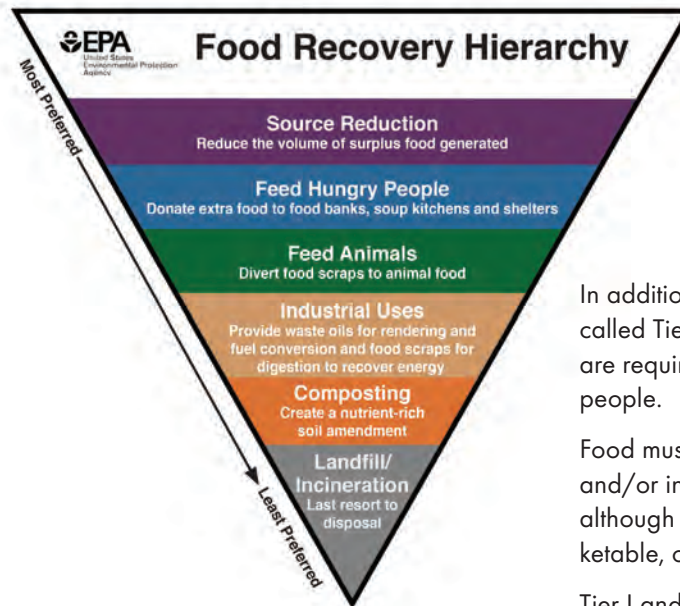 EPA
United States
Environmental Protection
Agency
Food Recovery Hierarchy
Most Preferred
Source Reduction
Reduce the volume of surplus food generated
Feed Hungry People
Donate extra food to food banks, soup kitchens and shelters
Feed Animals
Divert food scraps to animal food
Industrial Uses
Provide waste oils for rendering and
fuel conversion and food scraps for
digestion to recover energy
Composting
Create a nutrient-rich
soil amendment
Landfill/
Incineration
Last resort to
disposal
Least Preferred
In addition
called Tie
are requir
people.
Food mus
and/or in
although
ketable, o
Tier I and